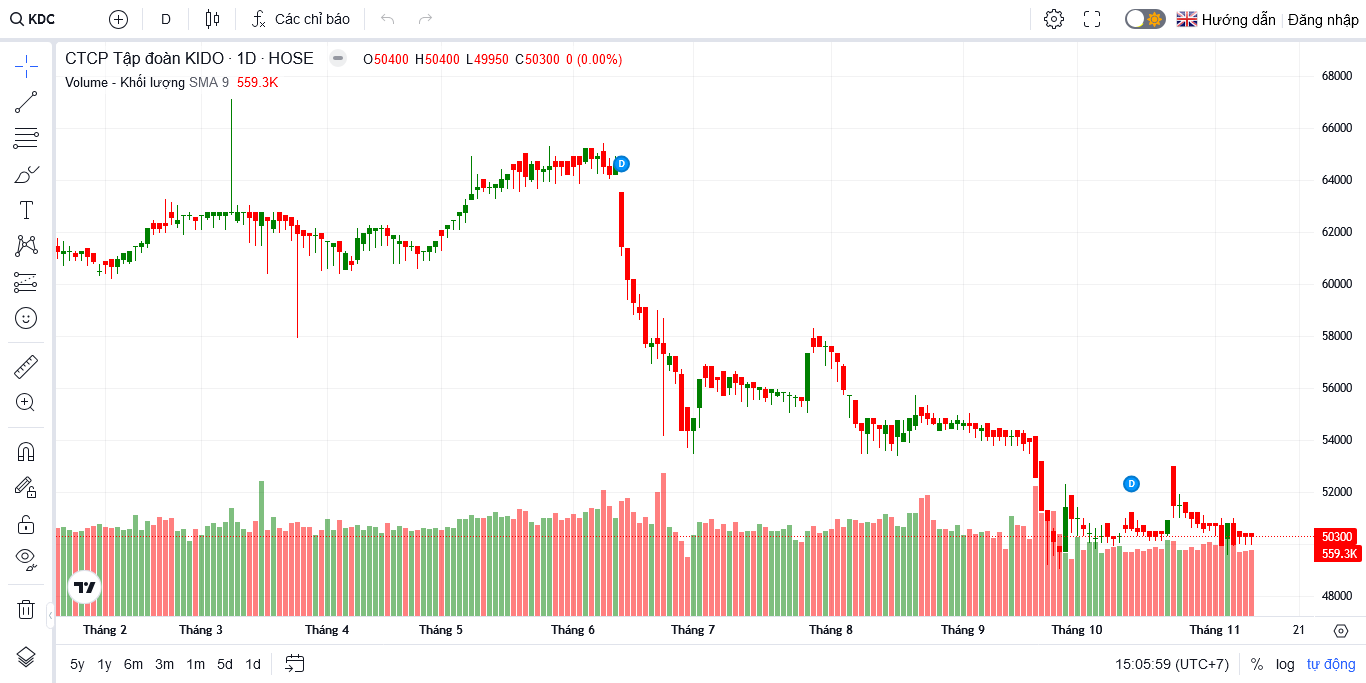 KDC D Các chỉ báo Hướng dẫn Đăng nhập
CTCP Tập đoàn KIDO · 1D · HOSE O50400 H50400 L49950 C50300 0 (0.00%)
Volume - Khối lượng SMA 9 559.3K
68000
66000
64000
62000
60000
58000
56000
54000
52000
50300
559.3K
48000
D
D
Tháng 2 Tháng 3 Tháng 4 Tháng 5 Tháng 6 Tháng 7 Tháng 8 Tháng 9 Tháng 10 Tháng 11 21
5y 1y 6m 3m 1m 5d 1d 15:05:59 (UTC+7) % log tự động